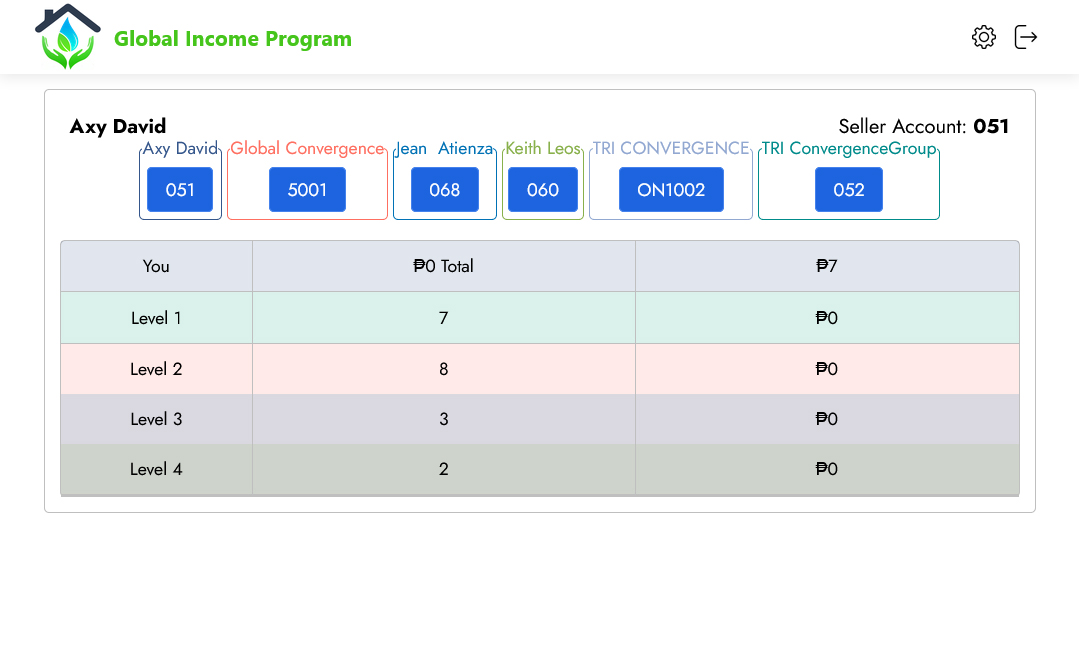 Global Income Program
Axy David
Seller Account: 051
Axy David Global Convergence Jean Atienza Keith Leos TRI CONVERGENCE TRI ConvergenceGroup
051 5001 068 060 ON1002 052
You ₱0 Total ₱7
Level 1 7 ₱0
Level 2 8 ₱0
Level 3 3 ₱0
Level 4 2 ₱0